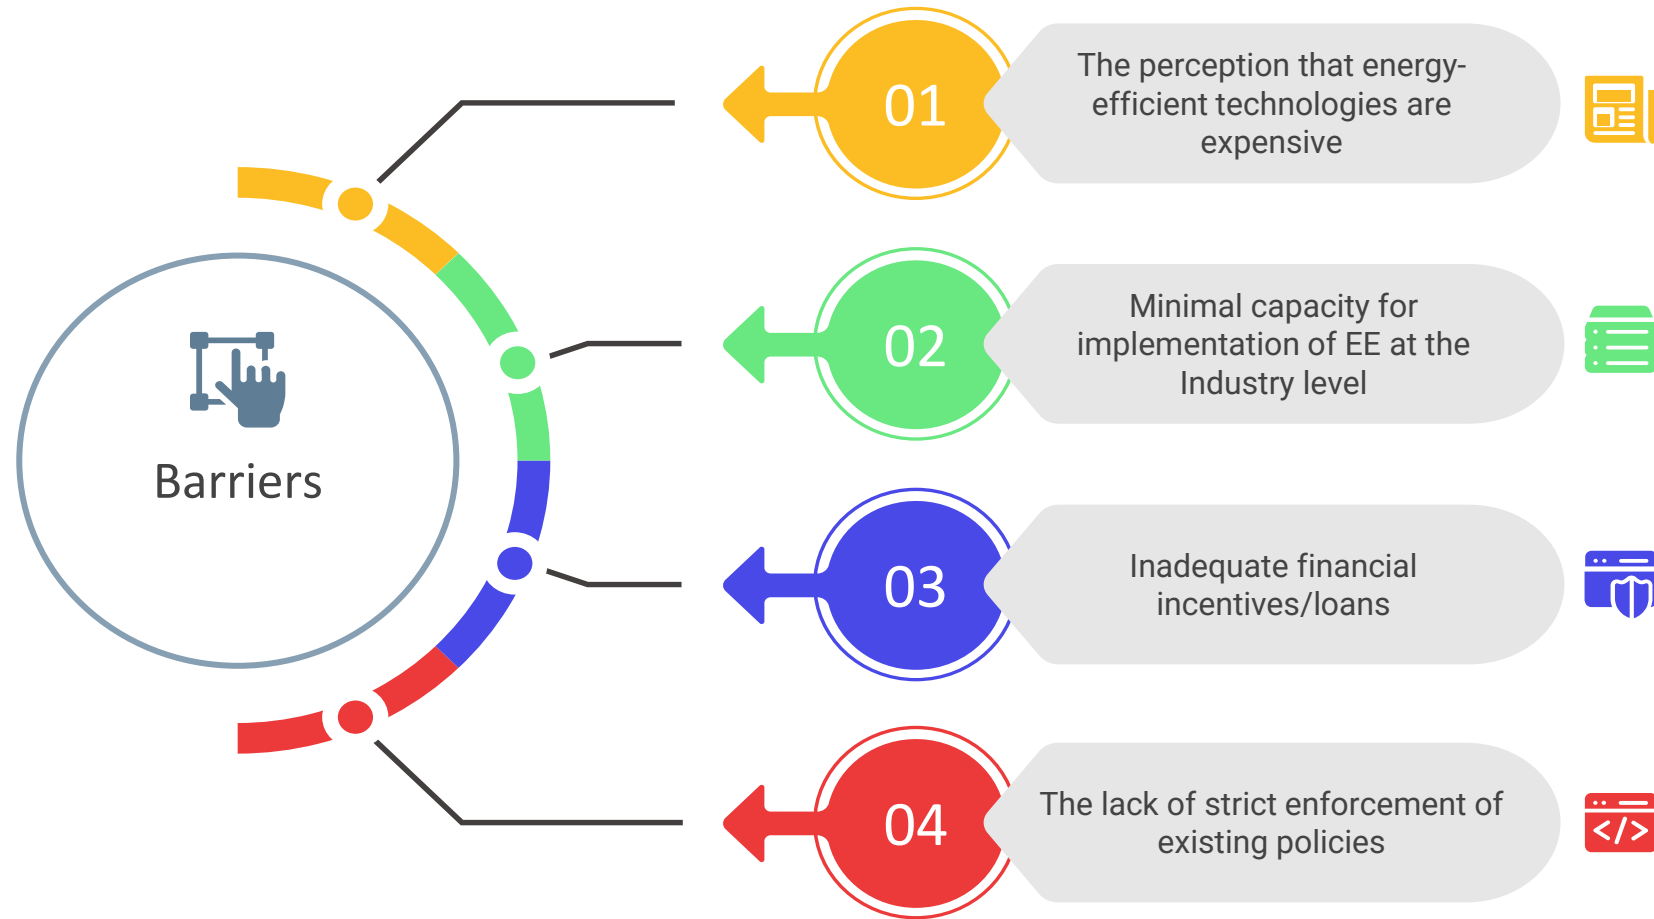 Barriers
01
The perception that energy-
efficient technologies are
expensive
02
Minimal capacity for
implementation of EE at the
Industry level
03
Inadequate financial
incentives/loans
04
The lack of strict enforcement of
existing policies